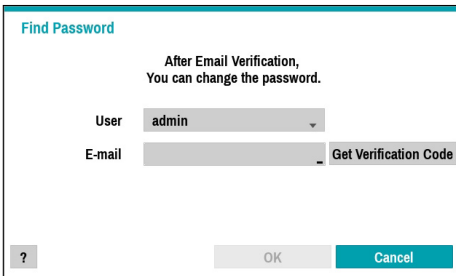 Find Password
After Email Verification,
You can change the password.
User admin
E-mail Get Verification Code
? OK Cancel